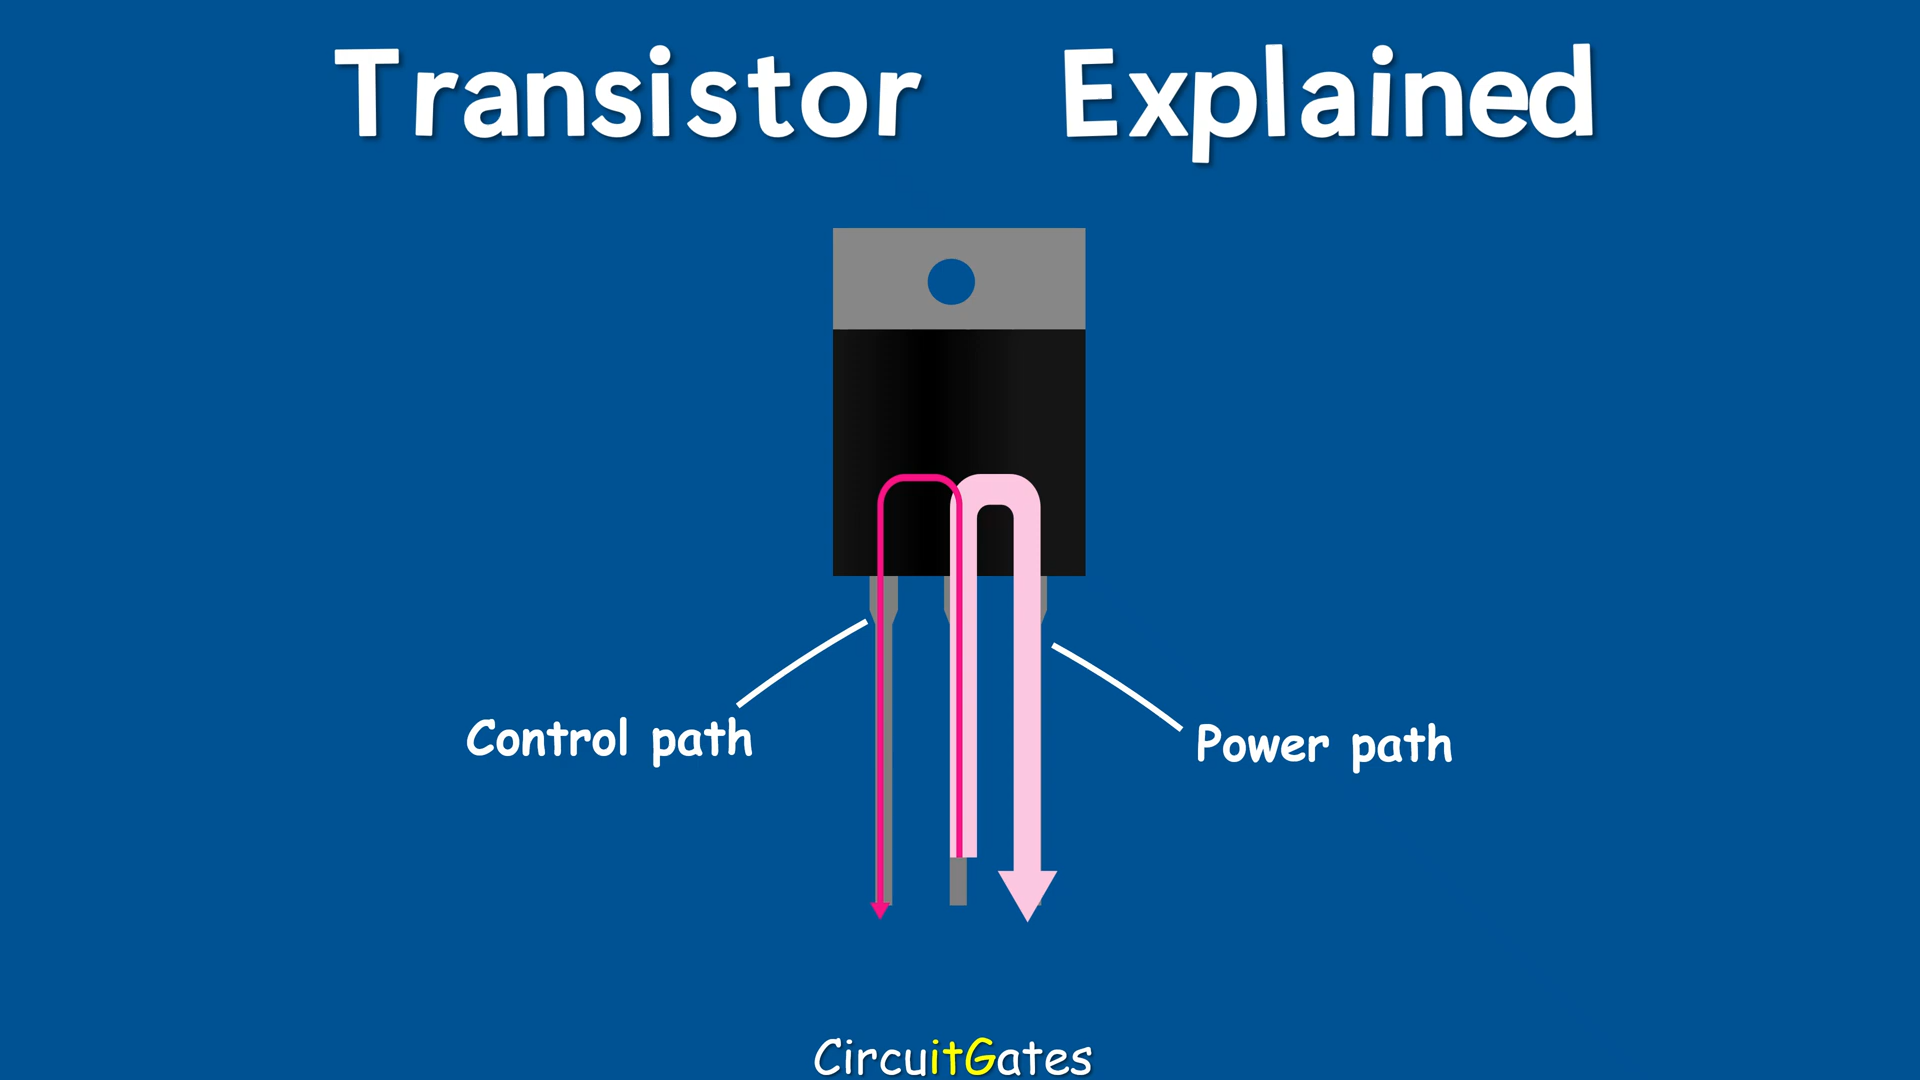 Transistor Explained
Control path
Power path
CircuitGates